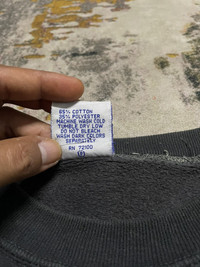 65% COTTON
35% POLYESTER
MACHINE WASH COLD
TUMBLE DRY LOW
DO NOT BLEACH
WASH DARK COLORS
SEPARATELY
RN 72100